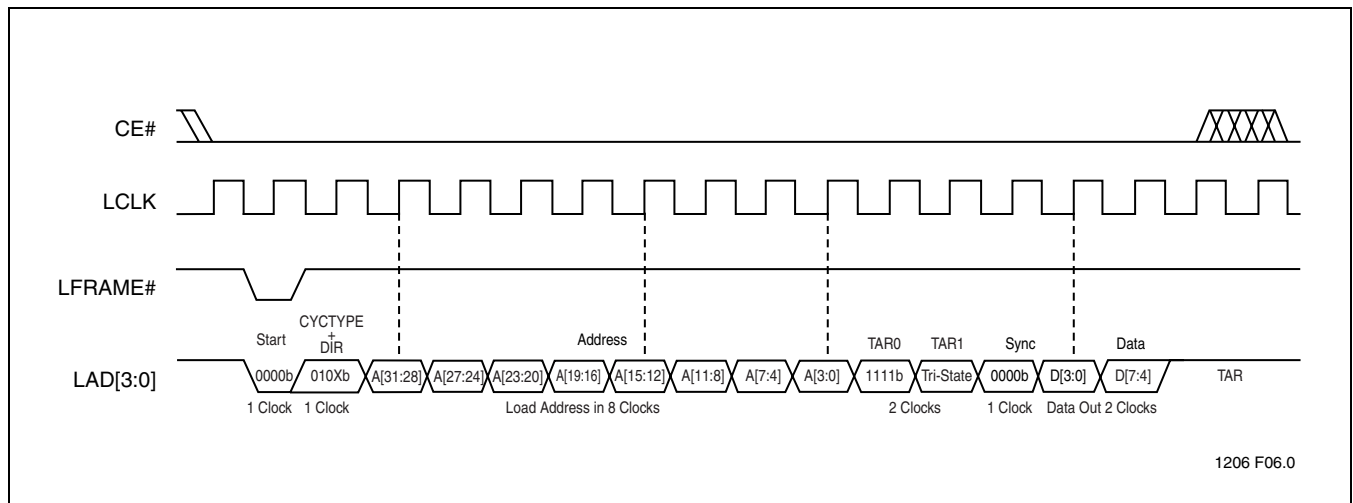 CE#
LCLK
LFRAME#
Start
CYCTYPE
+
DIR
Address
TAR0
TAR1
Sync
Data
LAD[3:0]
0000b
010Xb
A[31:28]
A[27:24]
A[23:20]
A[19:16]
A[15:12]
A[11:8]
A[7:4]
A[3:0]
1111b
Tri-State
0000b
D[3:0]
D[7:4]
TAR
1 Clock
1 Clock
Load Address in 8 Clocks
2 Clocks
1 Clock
Data Out 2 Clocks
1206 F06.0